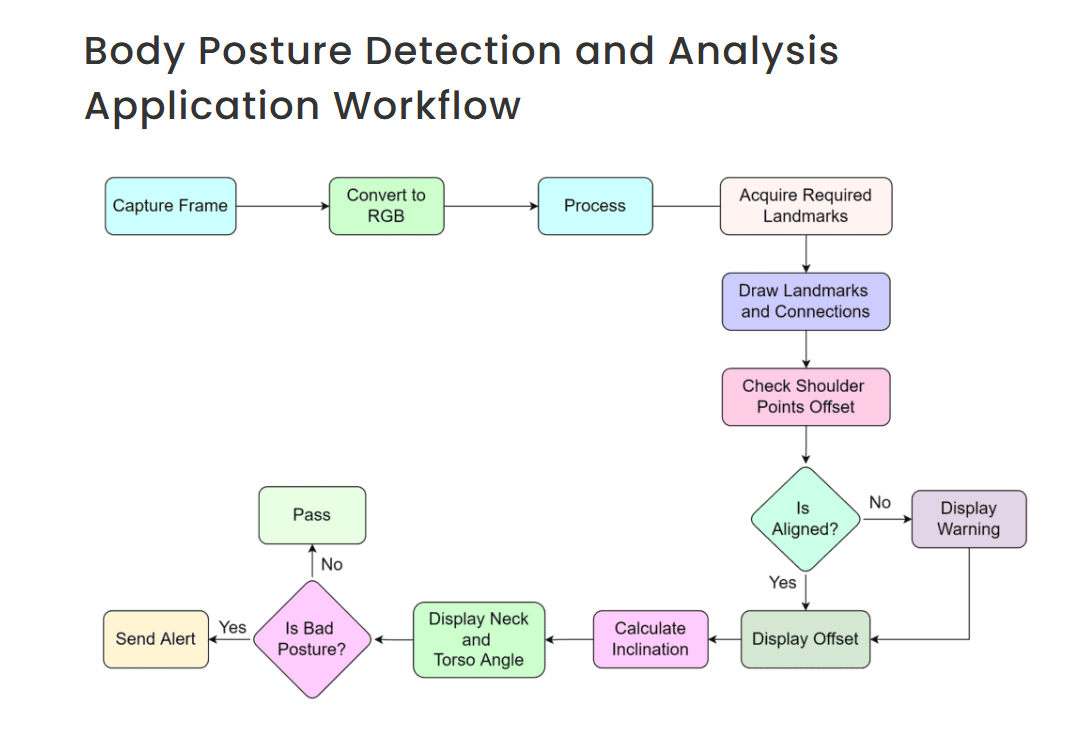 Body Posture Detection and Analysis
Application Workflow
Capture Frame
Convert to
RGB
Process
Acquire Required
Landmarks
Draw Landmarks
and Connections
Check Shoulder
Points Offset
Is
Aligned?
No
Display
Warning
Yes
Display Offset
Calculate
Inclination
Display Neck
and
Torso Angle
Is Bad
Posture?
No
Pass
Yes
Send Alert